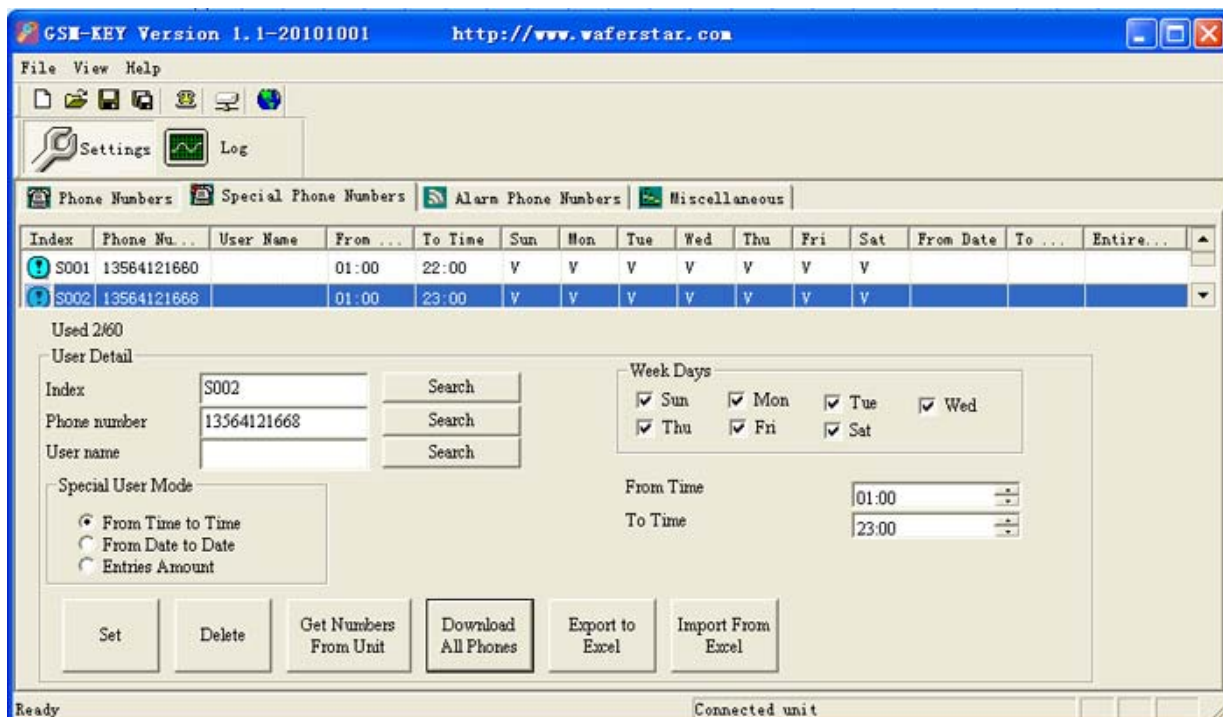 GSM-KEY Version 1.1-20101001 http://www.waferstar.com
File View Help
Settings Log
Phone Numbers Special Phone Numbers Alarm Phone Numbers Miscellaneous
Index Phone Nu... User Name From ... To Time Sun Mon Tue Wed Thu Fri Sat From Date To ... Entire...
S001 13564121660 01:00 22:00 V V V V V V V
S002 13564121668 01:00 23:00 V V V V V V V
Used 2/60
User Detail
Index S002 Search
Phone number 13564121668 Search
User name Search
Week Days
Sun Mon Tue Wed
Thu Fri Sat
Special User Mode
From Time to Time
From Date to Date
Entries Amount
From Time 01:00
To Time 23:00
Set
Delete
Get Numbers
From Unit
Download
All Phones
Export to
Excel
Import From
Excel
Ready Connected unit